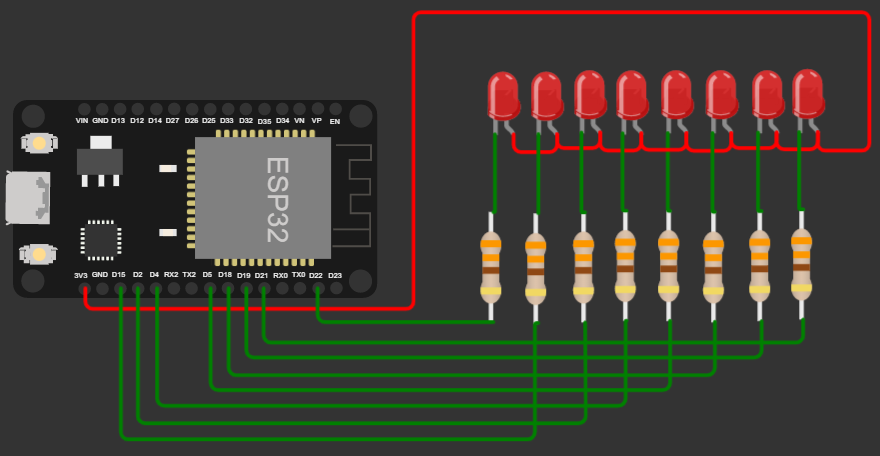 VIN GND D13 D12 D14 D27 D26 D25 D33 D32 D35 D34 VN VP EN
ESP32
3V3 GND D15 D2 D4 RX2 TX2 D5 D18 D19 D21 RX0 TX0 D22 D23